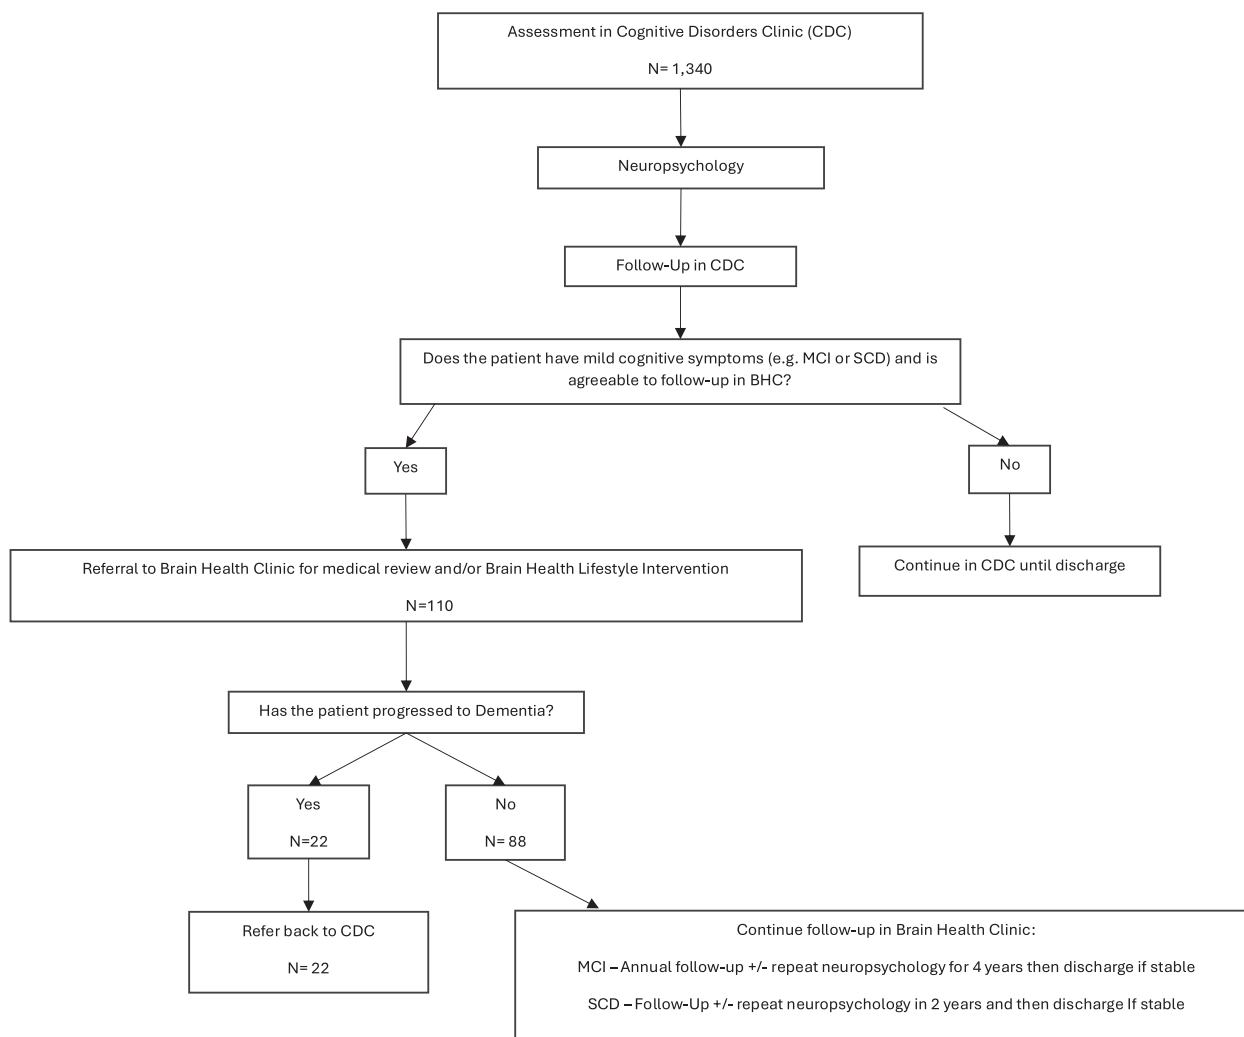 Assessment in Cognitive Disorders Clinic (CDC)
N= 1,340
Neuropsychology
Follow-Up in CDC
Does the patient have mild cognitive symptoms (e.g. MCI or SCD) and is
agreeable to follow-up in BHC?
Yes
No
Referral to Brain Health Clinic for medical review and/or Brain Health Lifestyle Intervention
N=110
Continue in CDC until discharge
Has the patient progressed to Dementia?
Yes
N=22
No
N= 88
Refer back to CDC
N= 22
Continue follow-up in Brain Health Clinic:
MCI – Annual follow-up +/- repeat neuropsychology for 4 years then discharge if stable
SCD – Follow-Up +/- repeat neuropsychology in 2 years and then discharge If stable